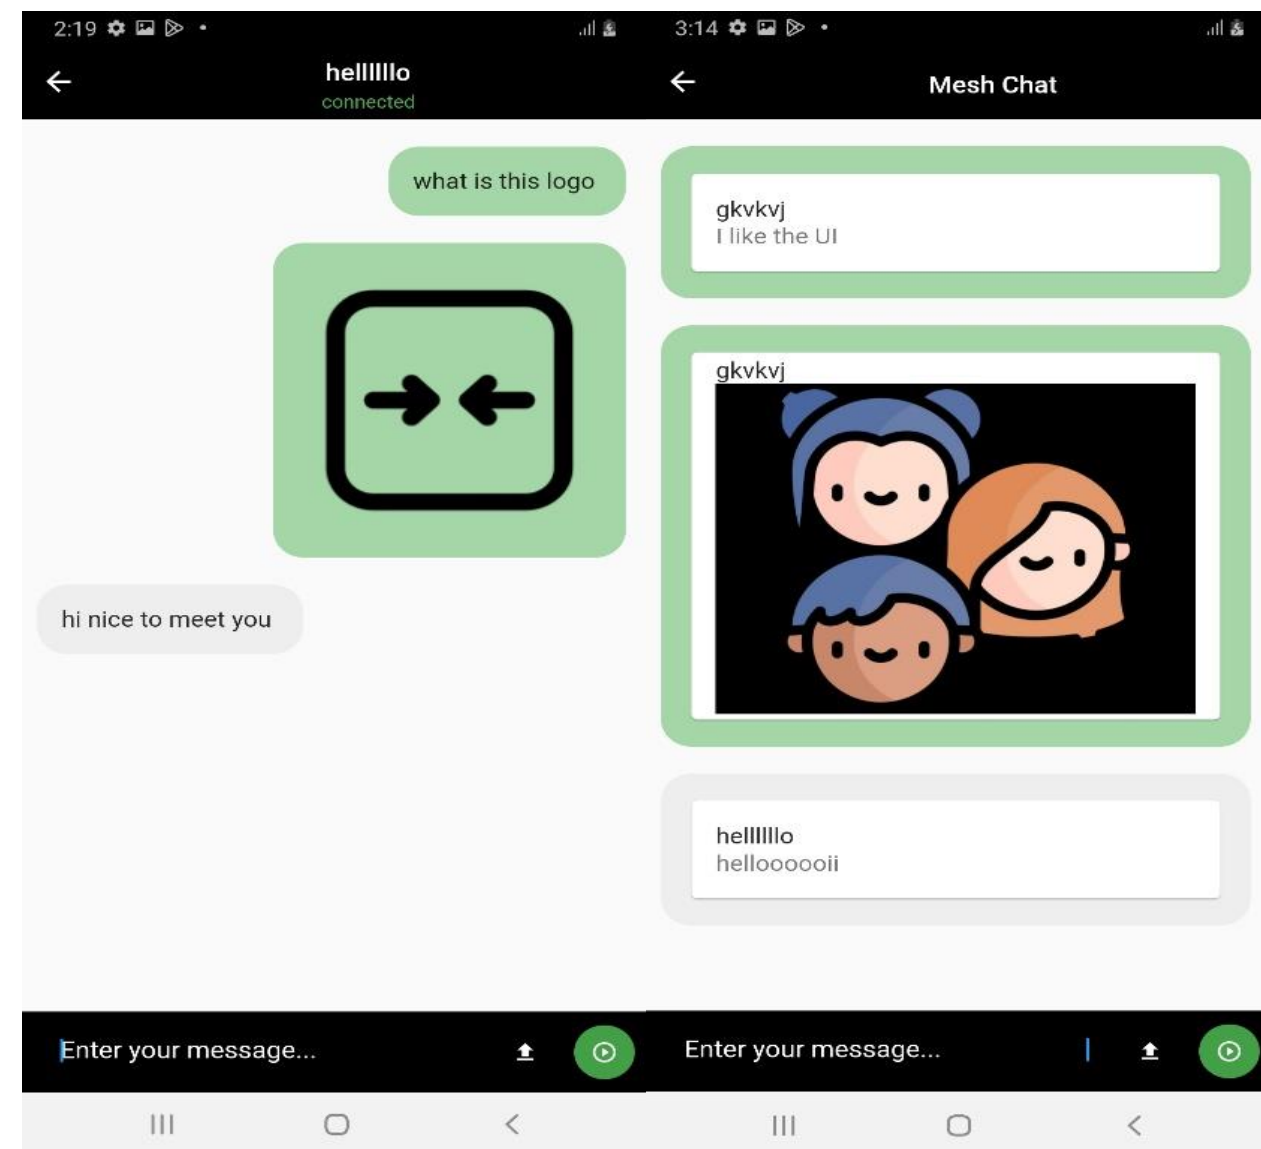 2:19
hellllllo
connected
what is this logo
hi nice to meet you
Enter your message...
3:14
Mesh Chat
gkvkvj
I like the UI
gkvkvj
hellllllo
helloooooii
Enter your message...